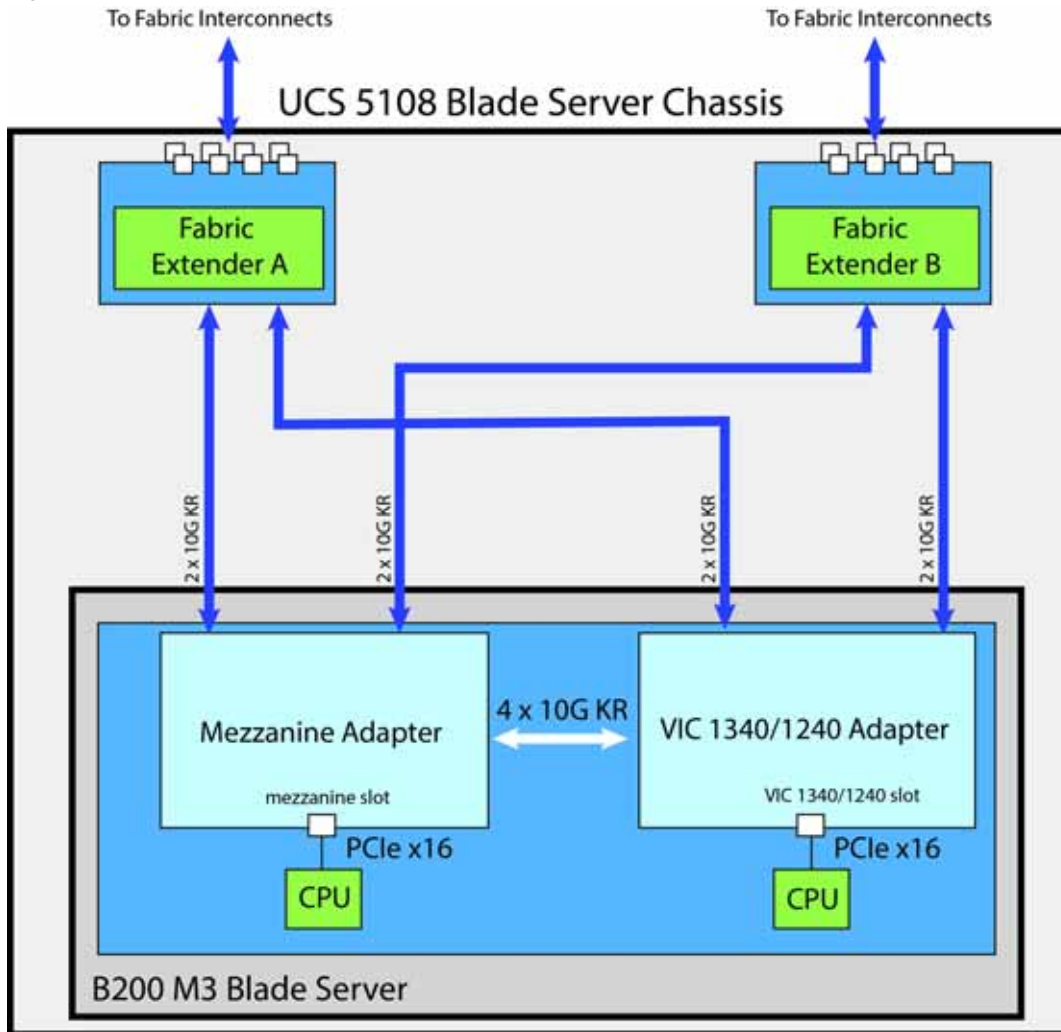 To Fabric Interconnects
To Fabric Interconnects
UCS 5108 Blade Server Chassis
Fabric
Extender A
Fabric
Extender B
2 x 10G KR
2 x 10G KR
2 x 10G KR
2 x 10G KR
Mezzanine Adapter
4 x 10G KR
VIC 1340/1240 Adapter
mezzanine slot
VIC 1340/1240 slot
PCIe x16
PCIe x16
CPU
CPU
B200 M3 Blade Server